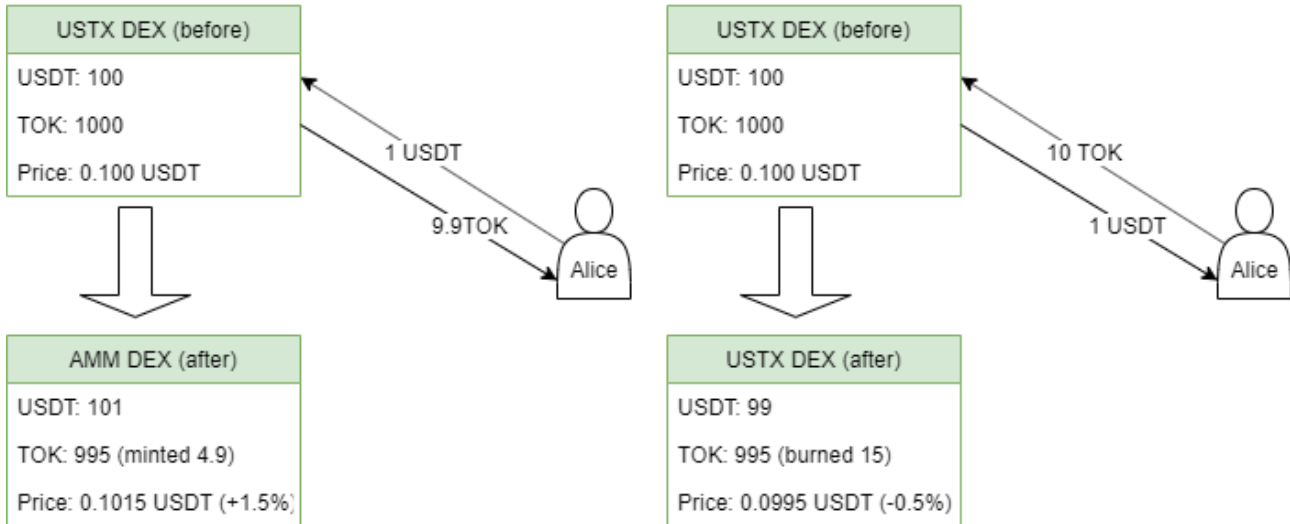 USTX DEX (before)
USDT: 100
TOK: 1000
Price: 0.100 USDT
1 USDT
9.9TOK
Alice
AMM DEX (after)
USDT: 101
TOK: 995 (minted 4.9)
Price: 0.1015 USDT (+1.5%)
USTX DEX (before)
USDT: 100
TOK: 1000
Price: 0.100 USDT
10 TOK
1 USDT
Alice
USTX DEX (after)
USDT: 99
TOK: 995 (burned 15)
Price: 0.0995 USDT (-0.5%)